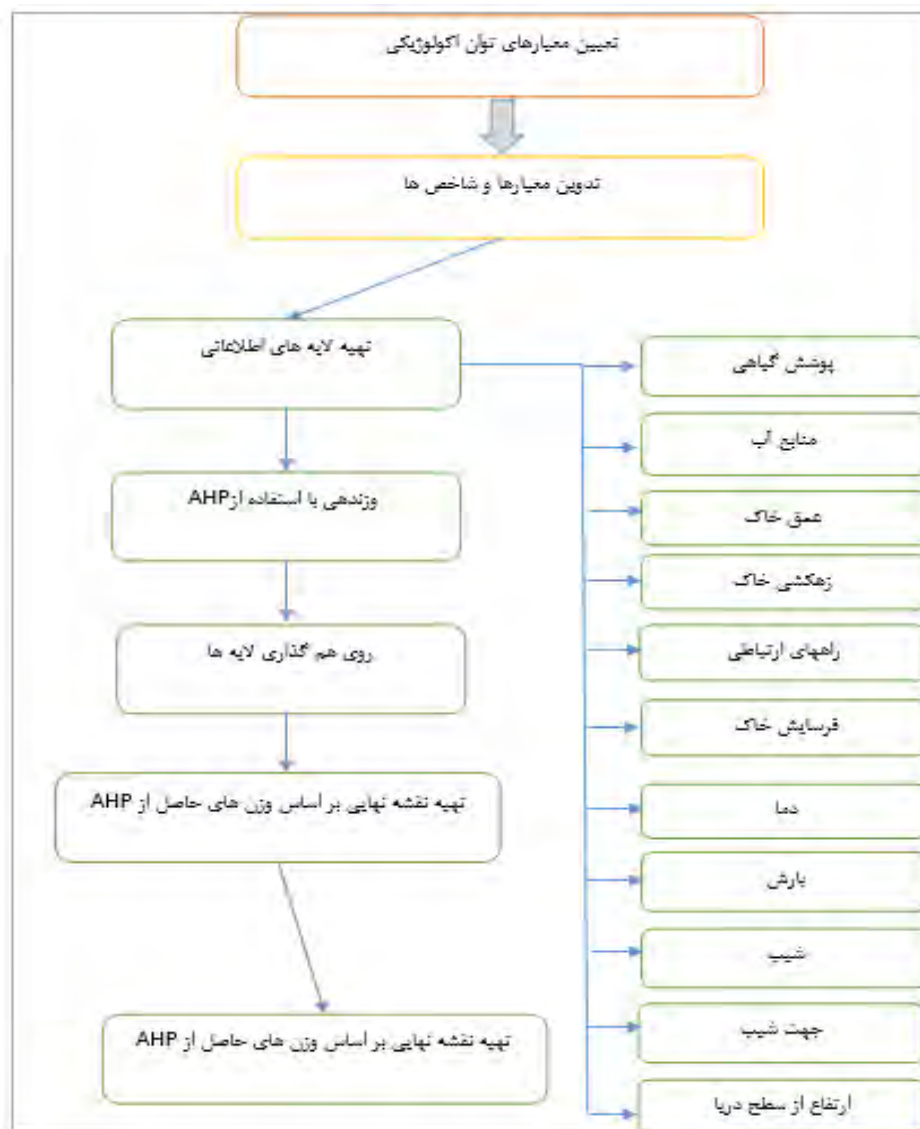 تعیین معیارهای توان اکولوژیکی
تدوین معیارها و شاخص ها
تهیه لایه های اطلاعاتی
وزندهی با استفاده ازAHP
روی هم گذاری لایه ها
تهیه نقشه نهایی بر اساس وزن های حاصل از AHP
تهیه نقشه نهایی بر اساس وزن های حاصل از AHP
پوشش گیاهی
منابع آب
عمق خاک
زهکشی خاک
راههای ارتباطی
فرسایش خاک
دما
بارش
شیب
جهت شیب
ارتفاع از سطح دریا